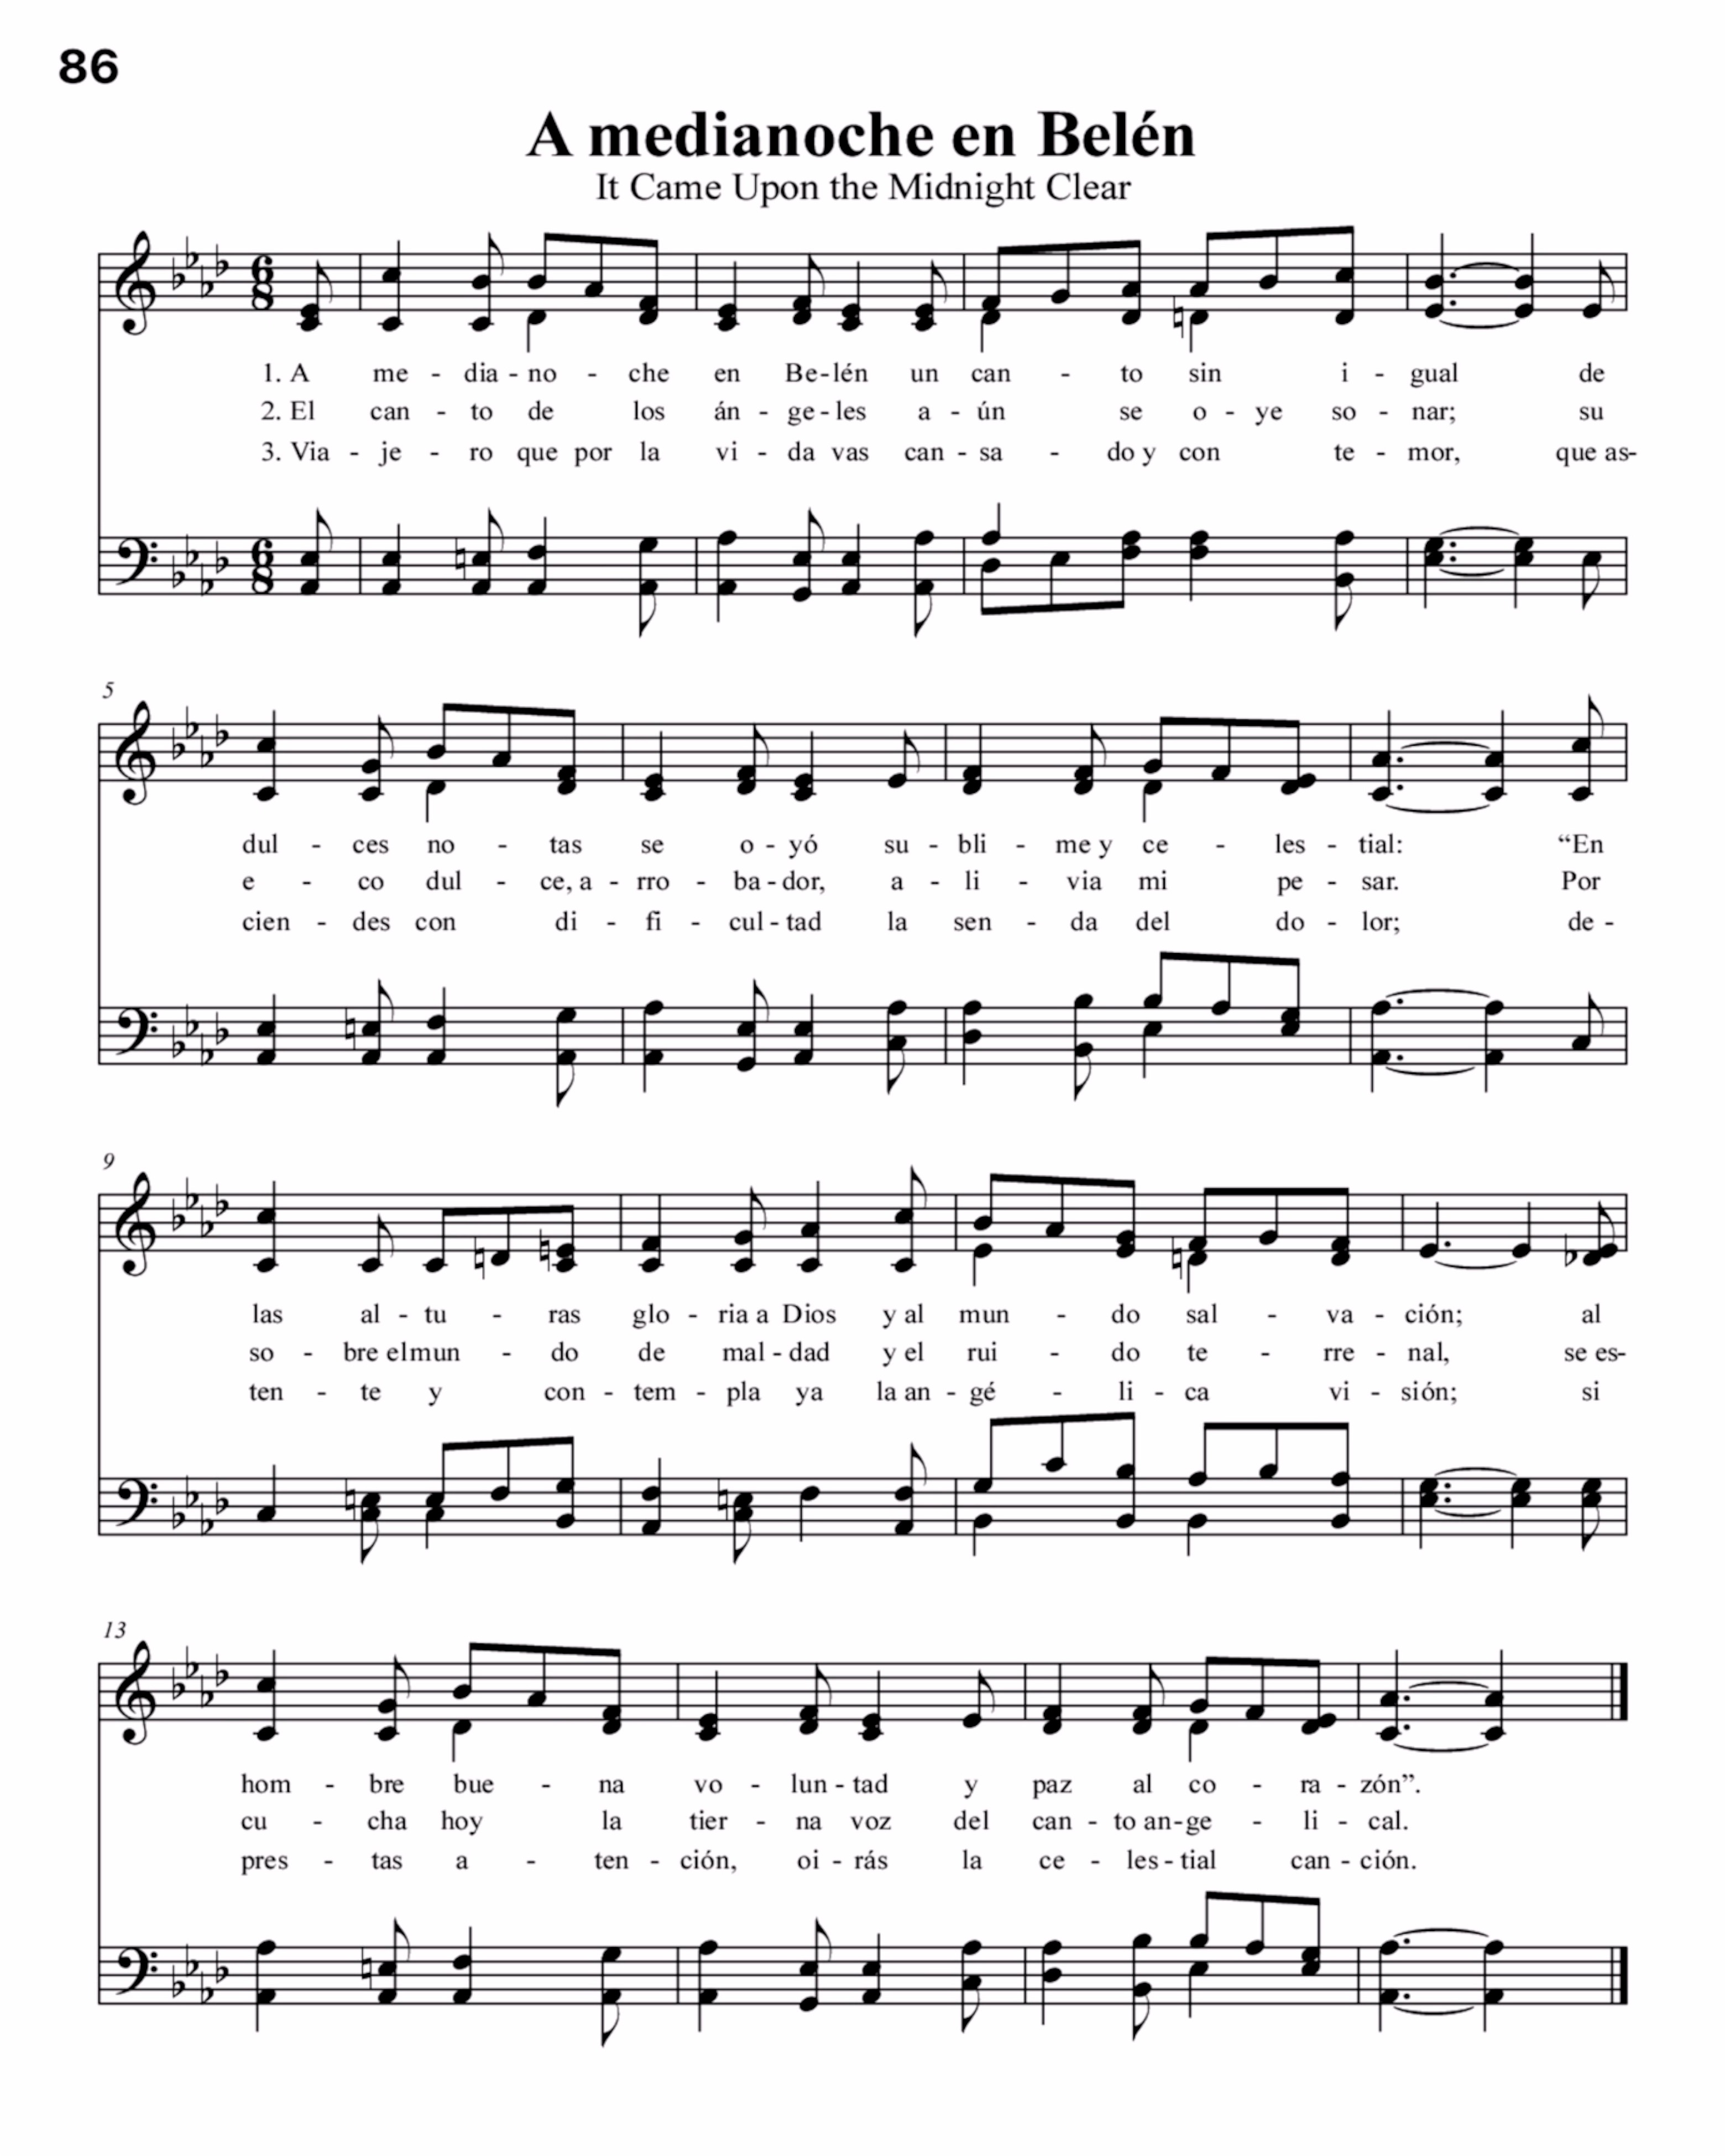 86
A medianoche en Belén
It Came Upon the Midnight Clear
6 8
1. A me - dia - no - che en Be - lén un can - to sin i - gual de
2. El can - to de los án - ge - les a - ún se o - ye so - nar; su
3. Via - je - ro que por la vi - da vas can - sa - do y con te - mor, que as-
6 8
5
dul - ces no - tas se o - yó su - bli - me y ce - les - tial: “En
e - co dul - ce, a - rro - ba - dor, a - li - via mi pe - sar. Por
cien - des con di - fi - cul - tad la sen - da del do - lor; de -
9
las al - tu - ras glo - ria a Dios y al mun - do sal - va - ción; al
so - bre elmun - do de mal - dad y el rui - do te - rre - nal, se es-
ten - te y con - tem - pla ya la an - gé - li - ca vi - sión; si
13
hom - bre bue - na vo - lun - tad y paz al co - ra - zón”.
cu - cha hoy la tier - na voz del can - to an - ge - li - cal.
pres - tas a - ten - ción, oi - rás la ce - les - tial can - ción.